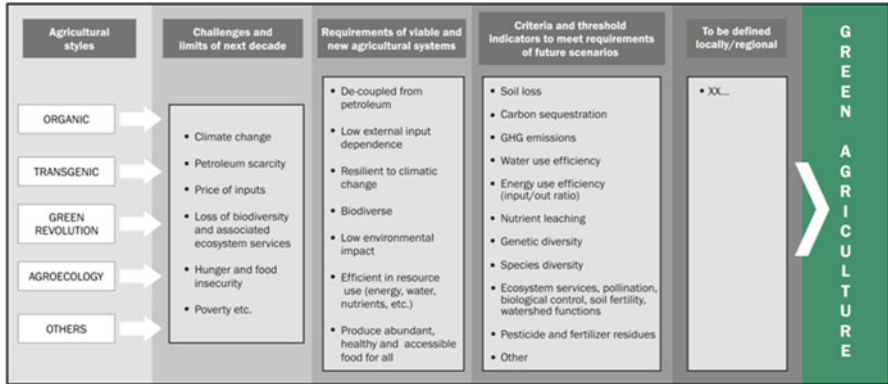 Agricultural
styles
ORGANIC
TRANSGENIC
GREEN
REVOLUTION
AGROECOLOGY
OTHERS
Challenges and
limits of next decade
• Climate change
• Petroleum scarcity
• Price of inputs
• Loss of biodiversity
and associated
ecosystem services
• Hunger and food
insecurity
• Poverty etc.
Requirements of viable and
new agricultural systems
• De-coupled from
petroleum
• Low external input
dependence
• Resilient to climatic
change
• Biodiverse
• Low environmental
impact
• Efficient in resource
use (energy, water,
nutrients, etc.)
• Produce abundant,
healthy and accessible
food for all
Criteria and threshold
indicators to meet requirements
of future scenarios
• Soil loss
• Carbon sequestration
• GHG emissions
• Water use efficiency
• Energy use efficiency
(input/out ratio)
• Nutrient leaching
• Genetic diversity
• Species diversity
• Ecosystem services, pollination,
biological control, soil fertility,
watershed functions
• Pesticide and fertilizer residues
• Other
To be defined
locally/regional
• XX...
GREEN AGRICULTURE